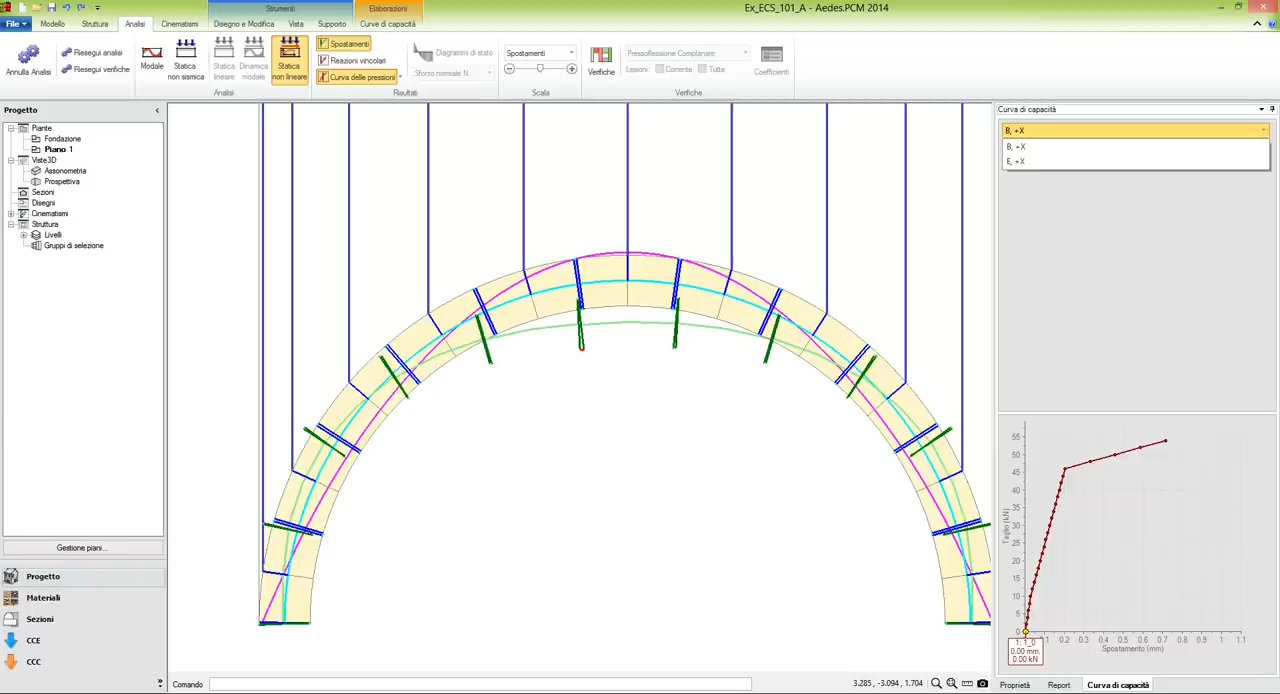 Strumenti
Elaborazioni
Ex_ECS_101_A - Aedes.PCM 2014
File
Modello
Struttura
Analisi
Cinematismi
Disegno e Modifica
Vista
Supporto
Curva di capacità
Annulla Analisi
Riesegui analisi
Riesegui verifiche
Modale
Statica non sismica
Statica lineare
Dinamica modale
Statica non lineare
Analisi
Spostamenti
Reazioni vincolari
Curva delle pressioni
Diagrammi di stato
Sforzo normale N
Risultati
Spostamenti
Scala
Verifiche
Pressoflessione Complanare
Lesioni:
Corrente
Tutte
Coefficienti
Verifiche
Progetto
Piante
Fondazione
Piano 1
Viste3D
Assonometria
Prospettiva
Sezioni
Disegni
Cinematismi
Struttura
Livelli
Gruppi di selezione
Gestione piani...
Progetto
Materiali
Sezioni
CCE
CCC
Curva di capacità
B, +X
B, +X
E, +X
Taglio (kN)
55
50
45
40
35
30
25
20
15
10
5
0
0.2 0.3 0.4 0.5 0.6 0.7 0.8 0.9 1 1.1
Spostamento (mm)
1: 1_0
0.00 mm,
0.00 kN
Comando
3.285 , -3.094 , 1.704
Proprietà
Report
Curva di capacità